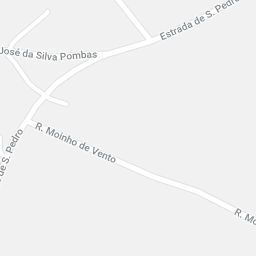 José da Silva Pombas
Estrada de S. Pedro
de S. Pedro
R. Moinho de Vento
R. Mo